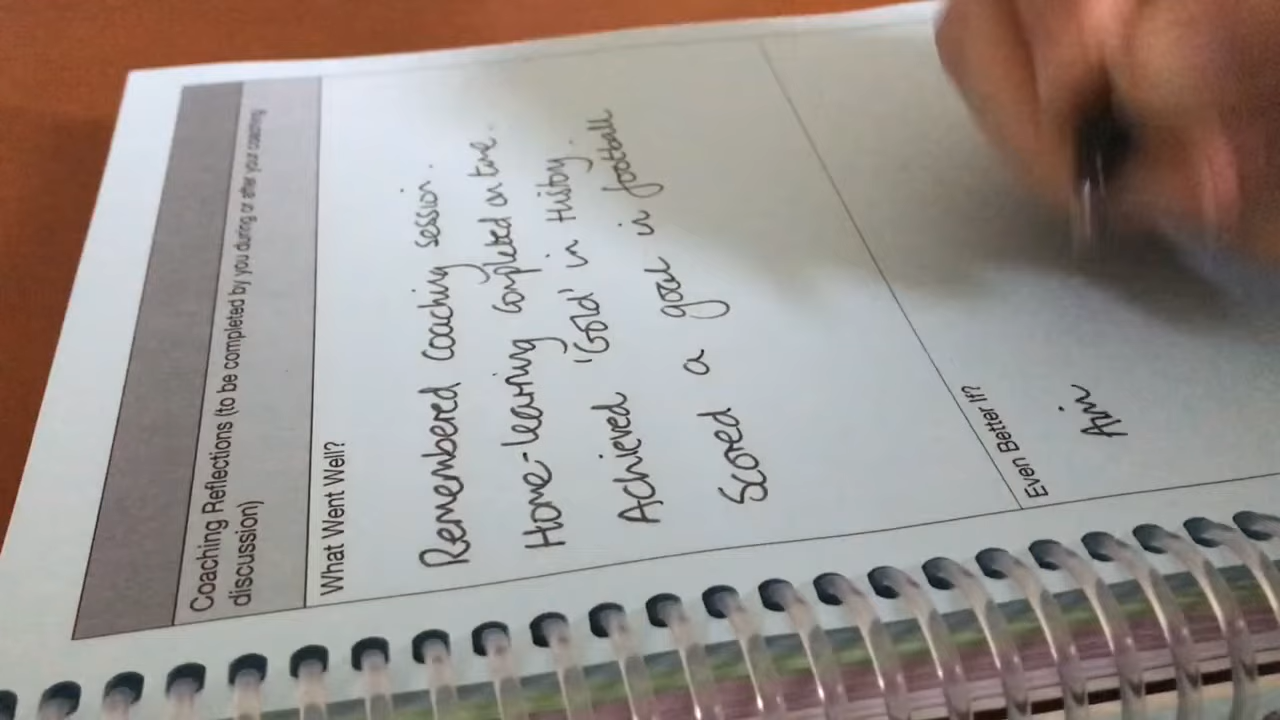 Coaching Reflections (to be completed by you during or after your coaching
discussion)
What Went Well?
Remembered coaching session.
Home-learning completed on time.
Achieved 'Gold' in History.
Scored a goal in football
Even Better If?